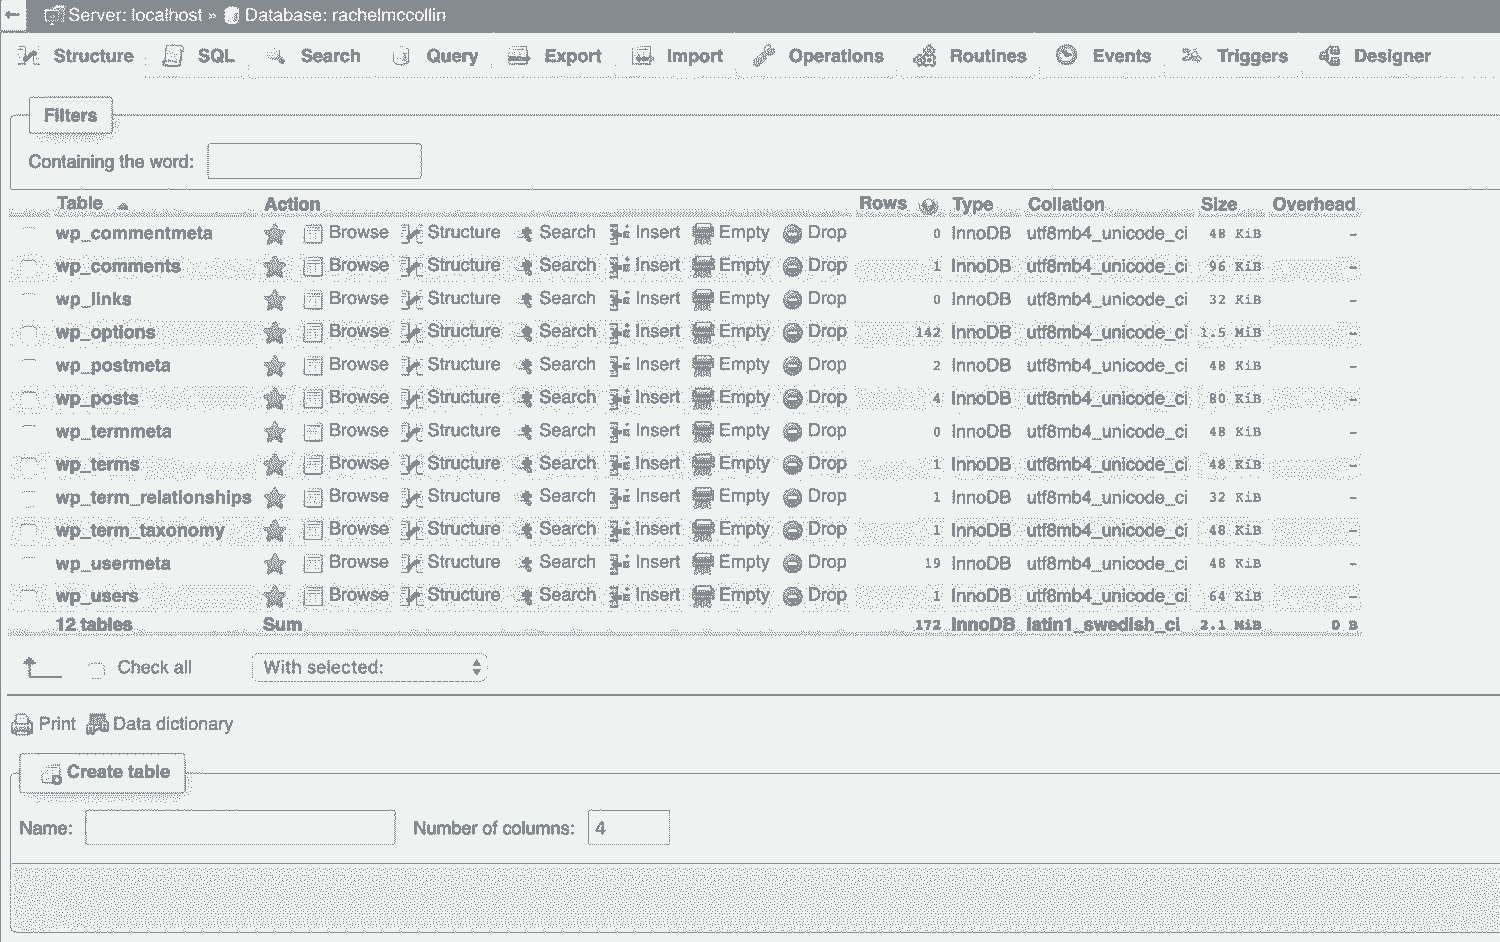 Server: localhost » Database: rachelmccollin
Structure SQL Search Query Export Import Operations Routines Events Triggers Designer
Filters
Containing the word:
Table Action Rows Type Collation Size Overhead
wp_commentmeta Browse Structure Search Insert Empty Drop 0 InnoDB utf8mb4_unicode_ci 48 KiB -
wp_comments Browse Structure Search Insert Empty Drop 1 InnoDB utf8mb4_unicode_ci 96 KiB -
wp_links Browse Structure Search Insert Empty Drop 0 InnoDB utf8mb4_unicode_ci 32 KiB -
wp_options Browse Structure Search Insert Empty Drop 142 InnoDB utf8mb4_unicode_ci 1.5 MiB -
wp_postmeta Browse Structure Search Insert Empty Drop 2 InnoDB utf8mb4_unicode_ci 48 KiB -
wp_posts Browse Structure Search Insert Empty Drop 4 InnoDB utf8mb4_unicode_ci 80 KiB -
wp_termmeta Browse Structure Search Insert Empty Drop 0 InnoDB utf8mb4_unicode_ci 48 KiB -
wp_terms Browse Structure Search Insert Empty Drop 1 InnoDB utf8mb4_unicode_ci 48 KiB -
wp_term_relationships Browse Structure Search Insert Empty Drop 1 InnoDB utf8mb4_unicode_ci 32 KiB -
wp_term_taxonomy Browse Structure Search Insert Empty Drop 1 InnoDB utf8mb4_unicode_ci 48 KiB -
wp_usermeta Browse Structure Search Insert Empty Drop 19 InnoDB utf8mb4_unicode_ci 48 KiB -
wp_users Browse Structure Search Insert Empty Drop 1 InnoDB utf8mb4_unicode_ci 64 KiB -
12 tables Sum 172 InnoDB latin1_swedish_ci 2.1 MiB 0 B
Check all With selected:
Print Data dictionary
Create table
Name: Number of columns: 4